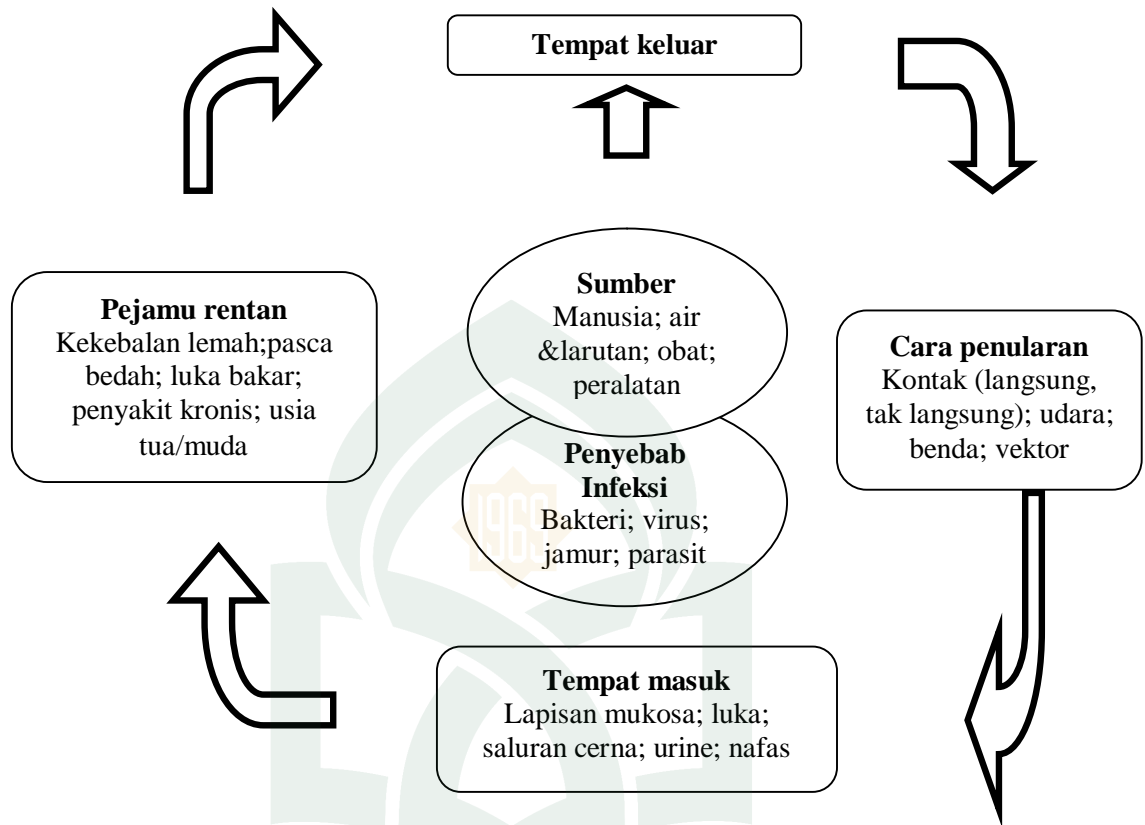 Tempat keluar
Pejamu rentan
Kekebalan lemah;pasca
bedah; luka bakar;
penyakit kronis; usia
tua/muda
Sumber
Manusia; air
&larutan; obat;
peralatan
Penyebab
Infeksi
Bakteri; virus;
jamur; parasit
1969
Cara penularan
Kontak (langsung,
tak langsung); udara;
benda; vektor
Tempat masuk
Lapisan mukosa; luka;
saluran cerna; urine; nafas